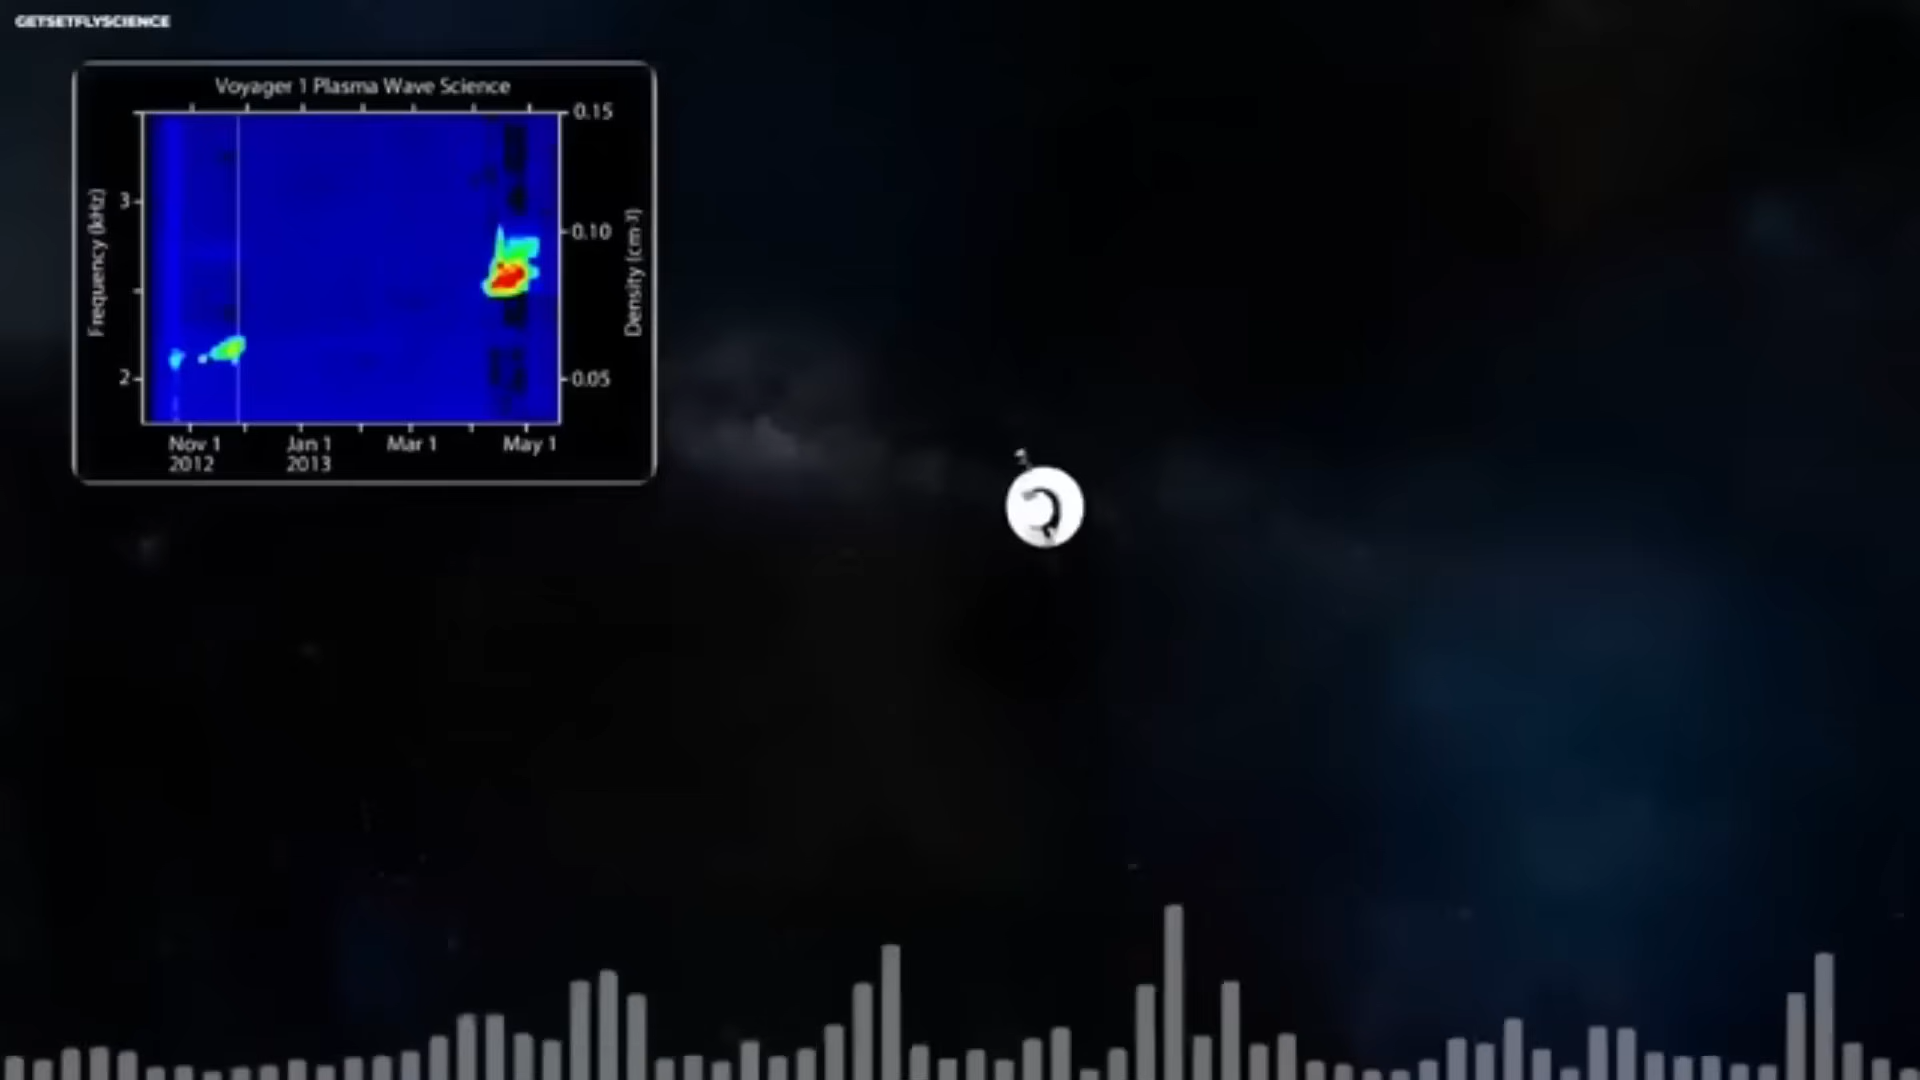 GETSETFLYSCIENCE
Voyager 1 Plasma Wave Science
0.15
3
0.10
Frequency (kHz)
Density (cm-3)
2
0.05
Nov 1 Jan 1 Mar 1 May 1
2012 2013